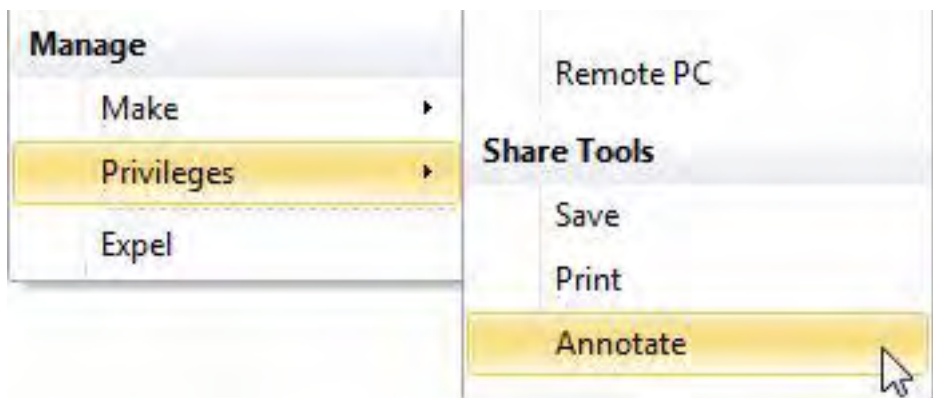 Manage
Make
Privileges
Expel
Remote PC
Share Tools
Save
Print
Annotate